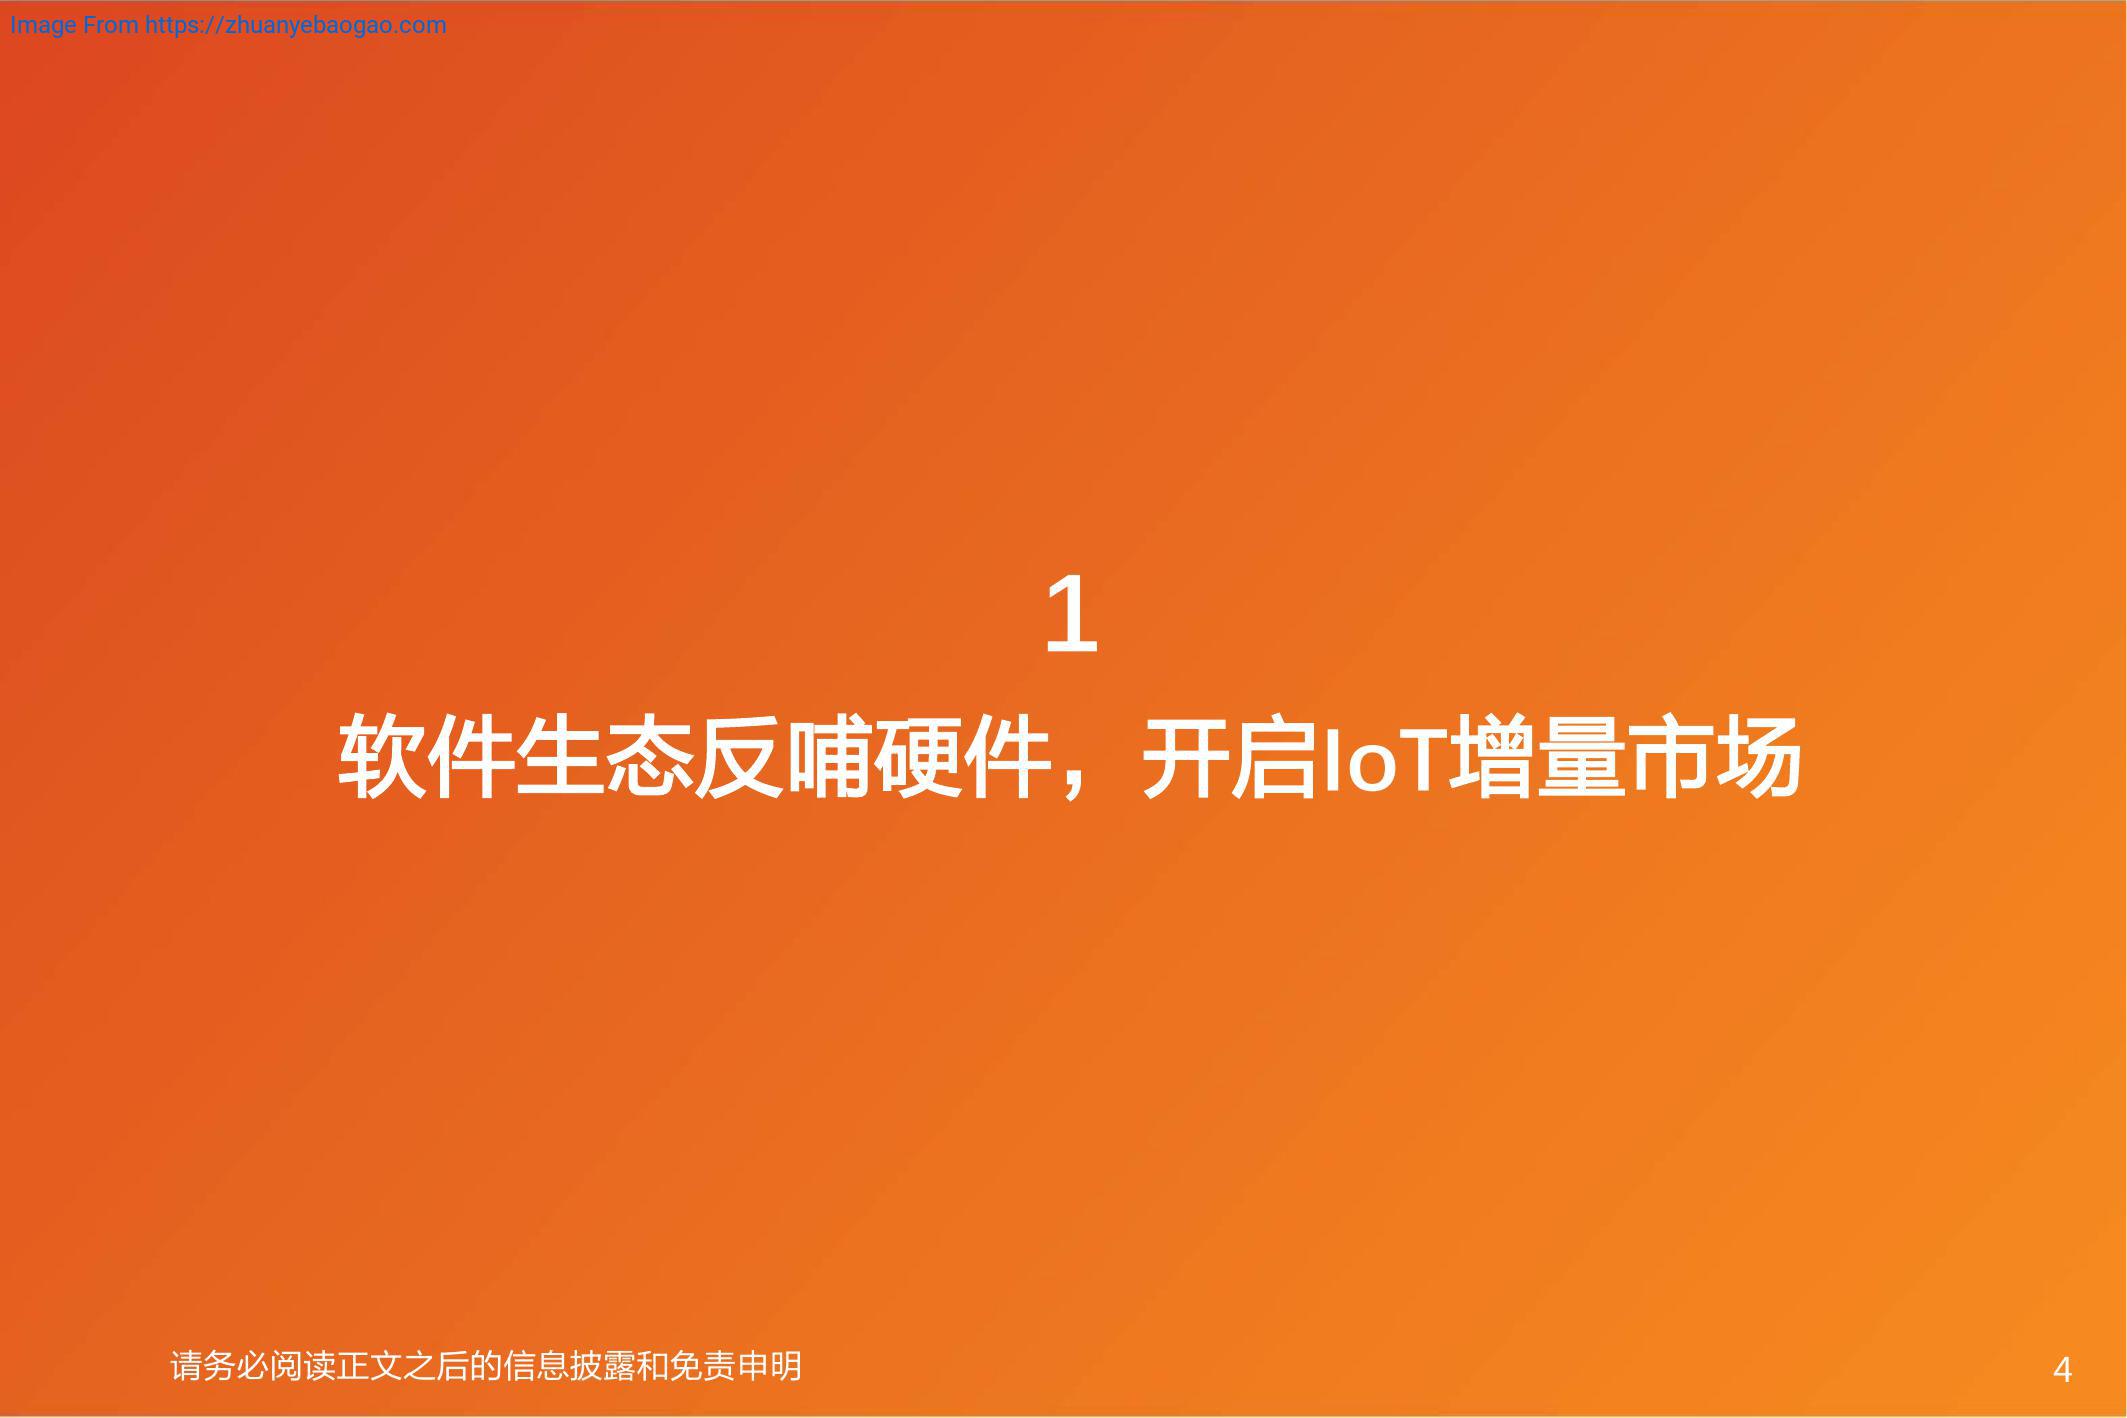 Image From https://zhuanyebaogao.com
1
软件生态反哺硬件，开启IoT增量市场
请务必阅读正文之后的信息披露和免责申明
4